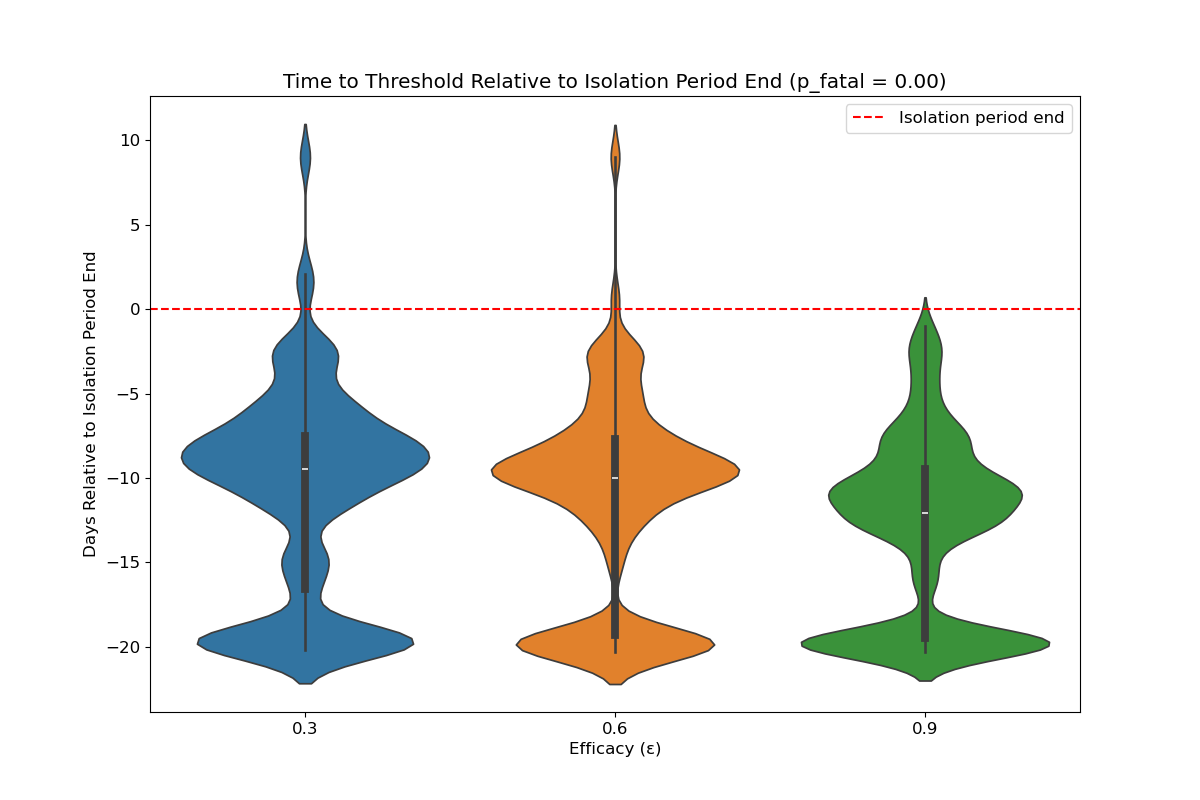 Time to Threshold Relative to Isolation Period End (p_fatal = 0.00)
Isolation period end
Days Relative to Isolation Period End
10
5
0
−5
−10
−15
−20
0.3
0.6
0.9
Efficacy (ε)